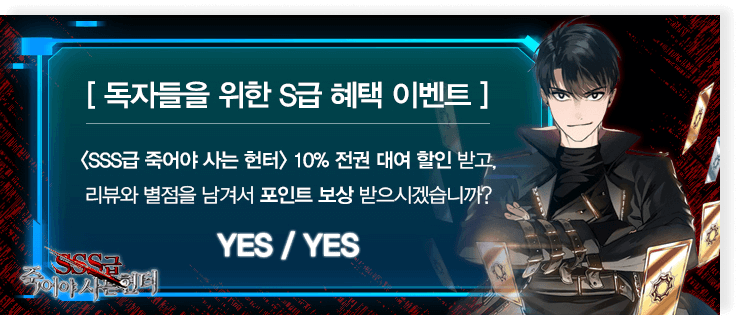 [ 독자들을 위한 S급 혜택 이벤트 ]
<SSS급 죽어야 사는 헌터> 10% 전권 대여 할인 받고,
리뷰와 별점을 남겨서 포인트 보상 받으시겠습니까?
YES / YES
SSS급
죽어야 사는 헌터